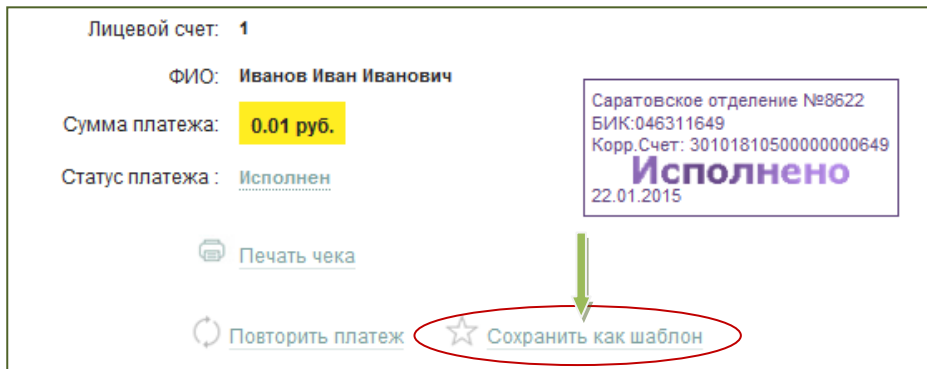 Лицевой счет: 1
ФИО: Иванов Иван Иванович
Сумма платежа: 0.01 руб.
Статус платежа : Исполнен
Саратовское отделение №8622
БИК:046311649
Корр.Счет: 30101810500000000649
Исполнено
22.01.2015
Печать чека
Повторить платеж
Сохранить как шаблон